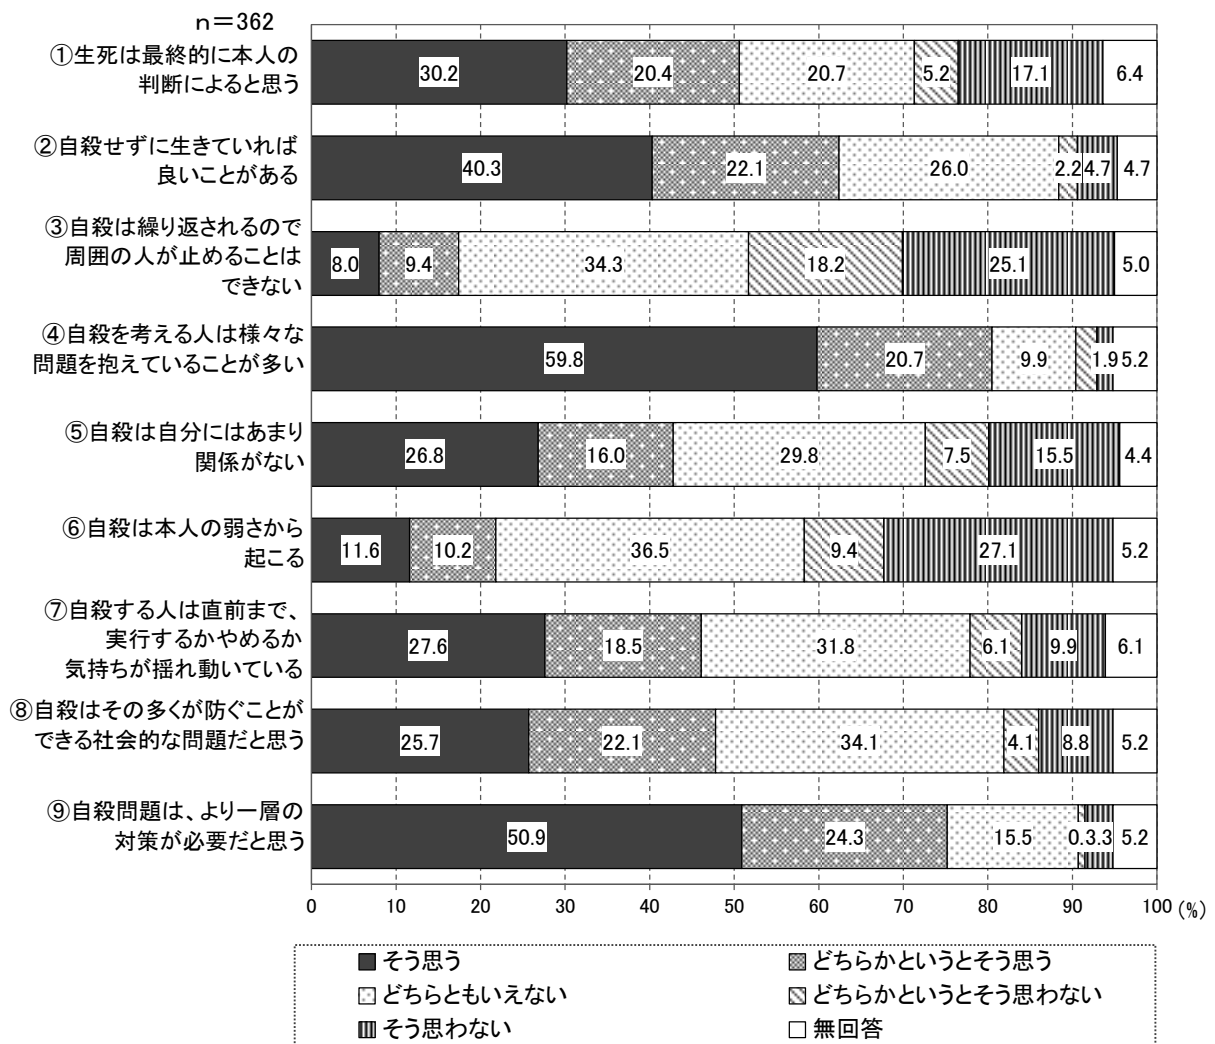 n＝362
①生死は最終的に本人の
判断によると思う
30.2 20.4 20.7 5.2 17.1 6.4
②自殺せずに生きていれば
良いことがある
40.3 22.1 26.0 2.2 4.7 4.7
③自殺は繰り返されるので
周囲の人が止めることは
できない
8.0 9.4 34.3 18.2 25.1 5.0
④自殺を考える人は様々な
問題を抱えていることが多い
59.8 20.7 9.9 1.9 5.2
⑤自殺は自分にはあまり
関係がない
26.8 16.0 29.8 7.5 15.5 4.4
⑥自殺は本人の弱さから
起こる
11.6 10.2 36.5 9.4 27.1 5.2
⑦自殺する人は直前まで、
実行するかやめるか
気持ちが揺れ動いている
27.6 18.5 31.8 6.1 9.9 6.1
⑧自殺はその多くが防ぐことが
できる社会的な問題だと思う
25.7 22.1 34.1 4.1 8.8 5.2
⑨自殺問題は、より一層の
対策が必要だと思う
50.9 24.3 15.5 0.3.3 5.2
0 10 20 30 40 50 60 70 80 90 100 (%)
そう思う どちらかというとそう思う
どちらともいえない どちらかというとそう思わない
そう思わない 無回答